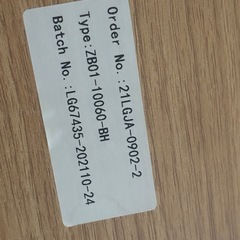 Order No.:21LGJA-0902-2
Type:ZB01-10060-BH
Batch No.:LG67435-202110-24